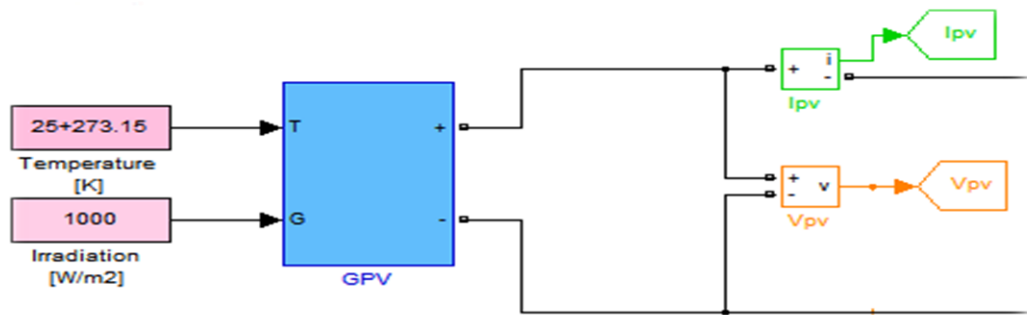 25+273.15
Temperature
[K]
1000
Irradiation
[W/m2]
T
G
+
-
GPV
+
i
-
Ipv
Ipv
+
-
v
Vpv
Vpv